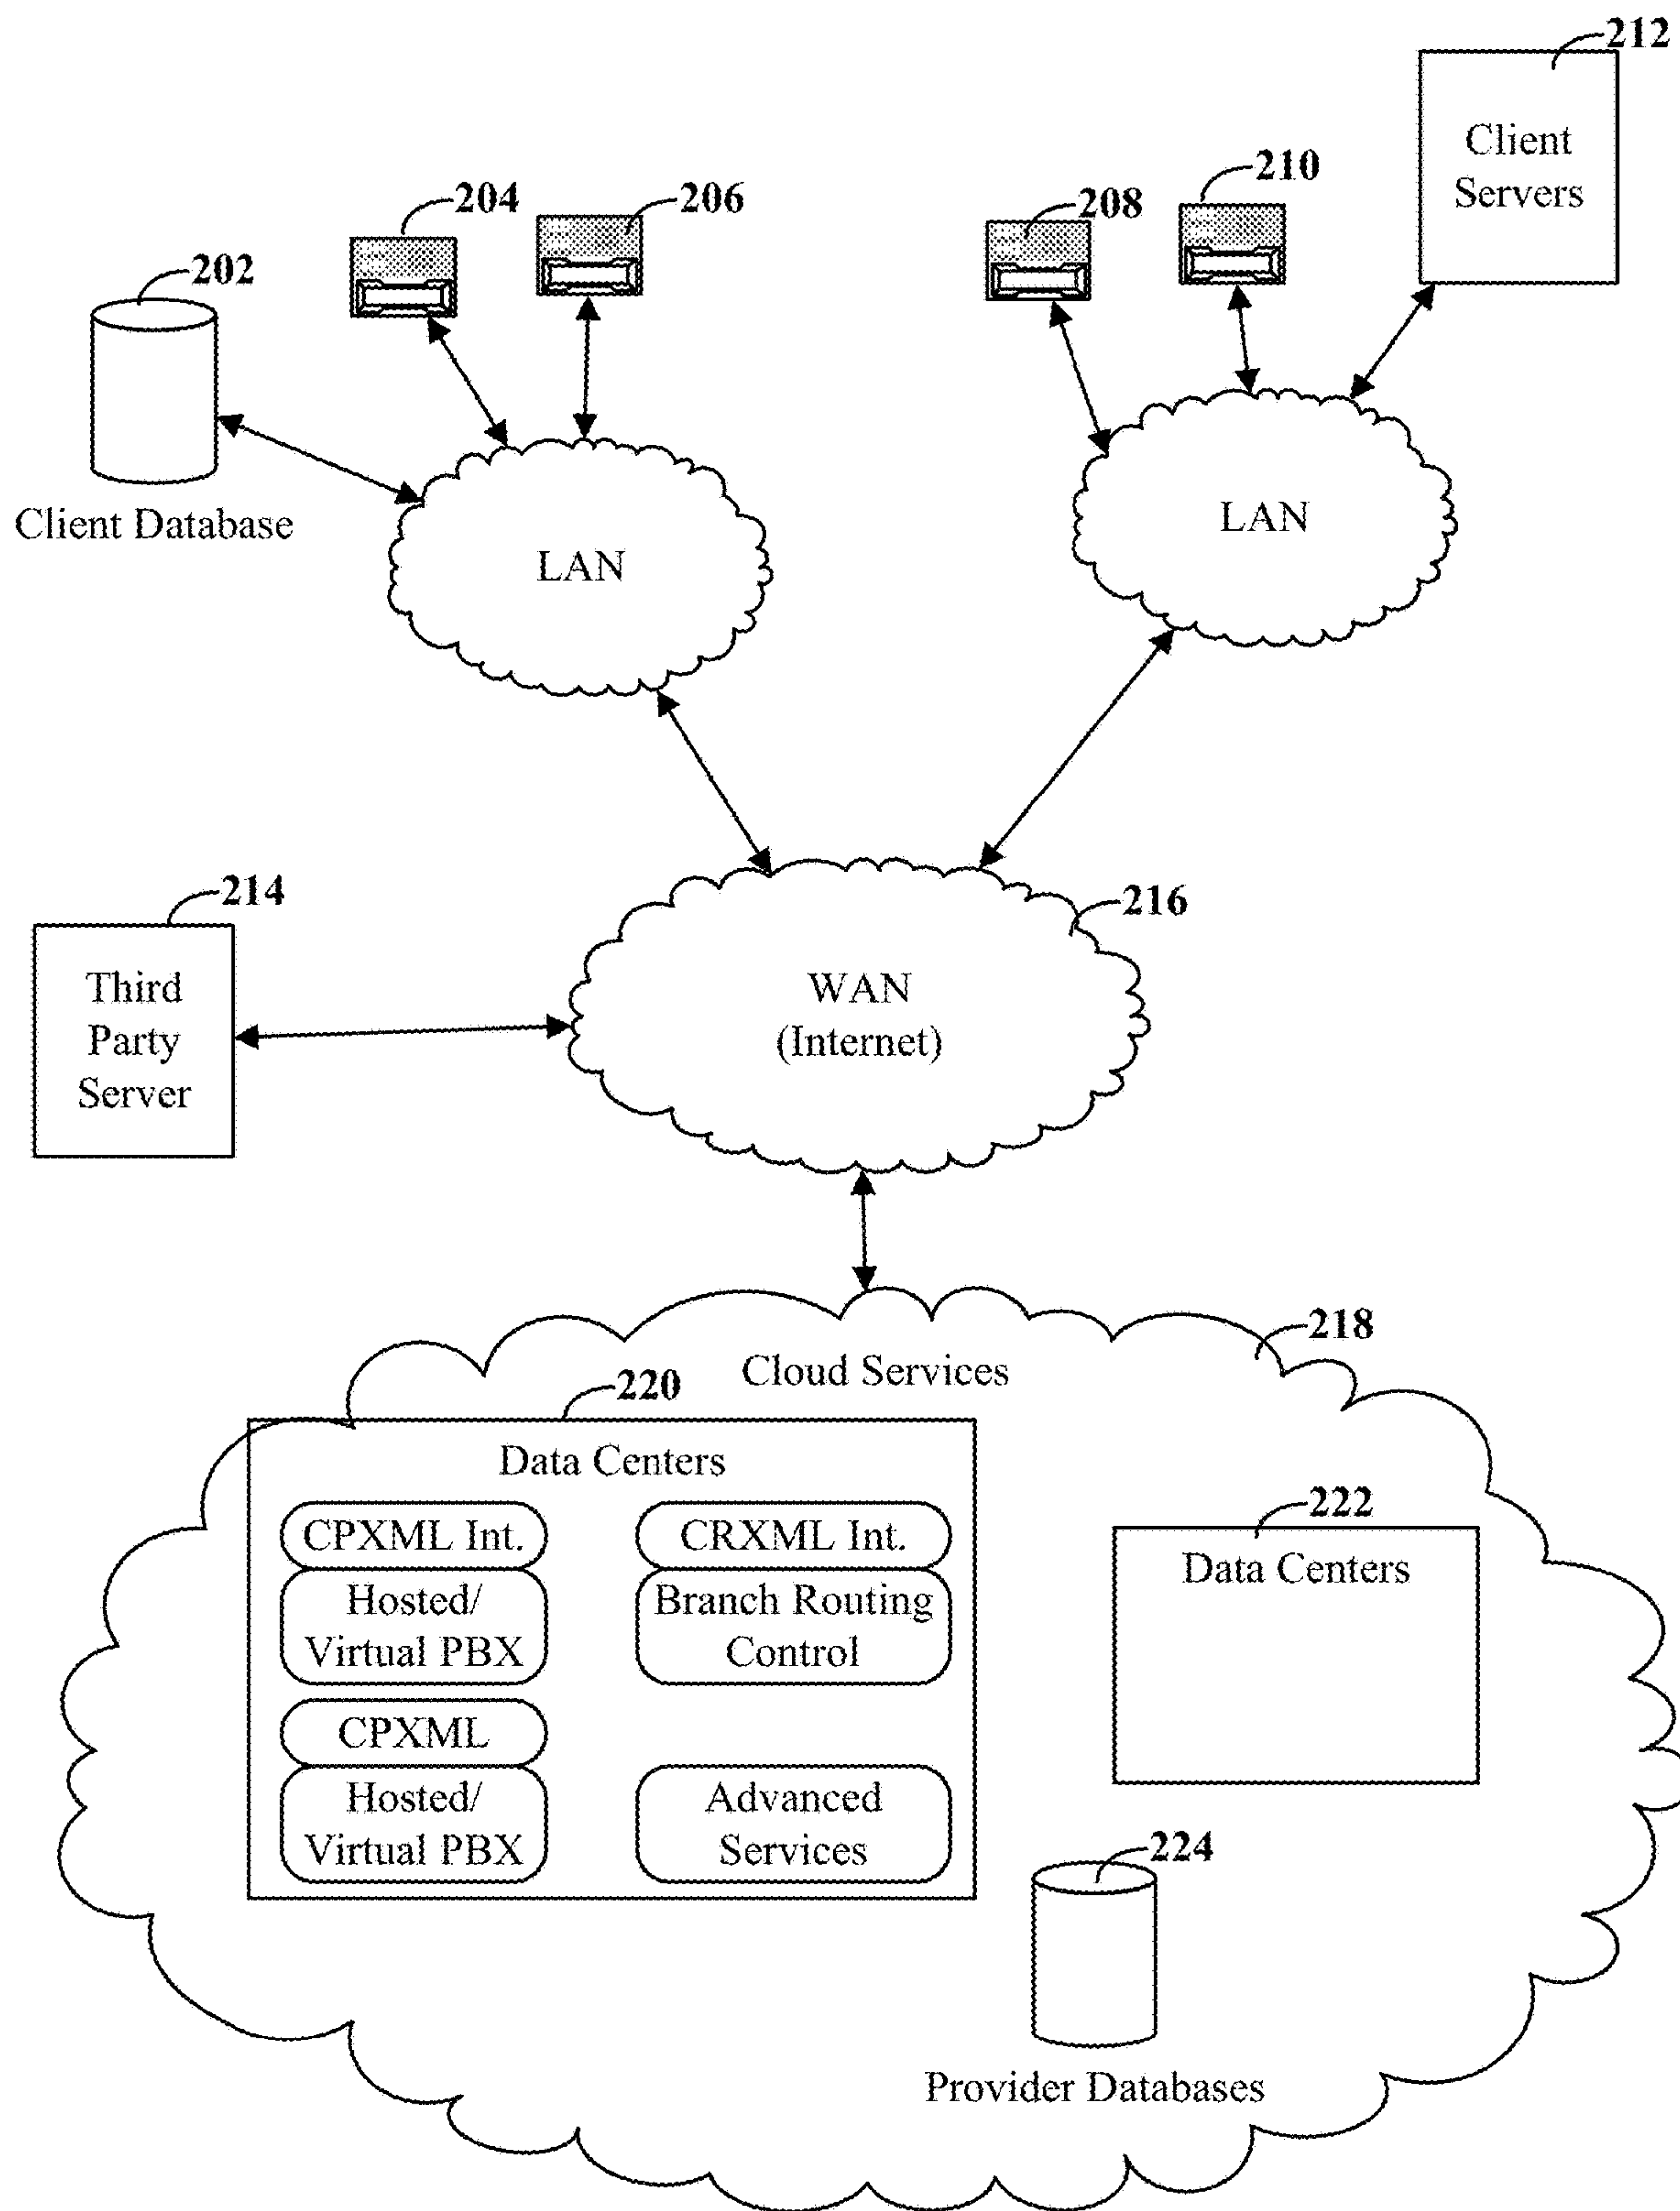 212
Client
Servers
204
206
208
210
202
Client Database
LAN
LAN
214
Third
Party
Server
216
WAN
(Internet)
218
Cloud Services
220
Data Centers
CPXML Int.
Hosted/
Virtual PBX
CPXML
Hosted/
Virtual PBX
CRXML Int.
Branch Routing
Control
Advanced
Services
222
Data Centers
224
Provider Databases